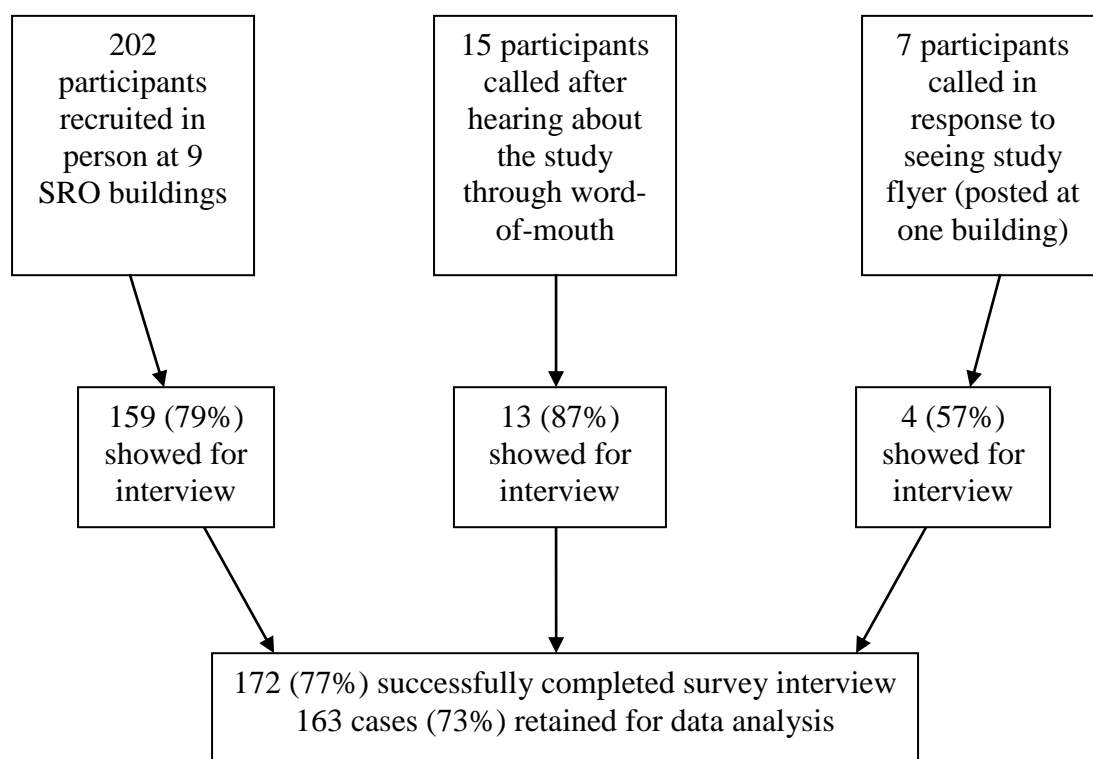 202
participants
recruited in
person at 9
SRO buildings
15 participants
called after
hearing about
the study
through word-
of-mouth
7 participants
called in
response to
seeing study
flyer (posted at
one building)
159 (79%)
showed for
interview
13 (87%)
showed for
interview
4 (57%)
showed for
interview
172 (77%) successfully completed survey interview
163 cases (73%) retained for data analysis